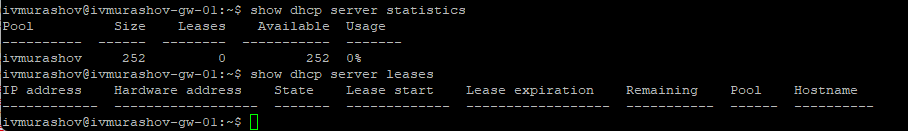 ivmurashov@ivmurashov-gw-01:~$ show dhcp server statistics
Pool          Size    Leases    Available  Usage
----------  ------  --------  -----------  -------
ivmurashov     252         0          252  0%
ivmurashov@ivmurashov-gw-01:~$ show dhcp server leases
IP address    Hardware address    State    Lease start    Lease expiration    Remaining    Pool    Hostname
------------  ------------------  -------  -------------  ------------------  -----------  ------  ----------
ivmurashov@ivmurashov-gw-01:~$